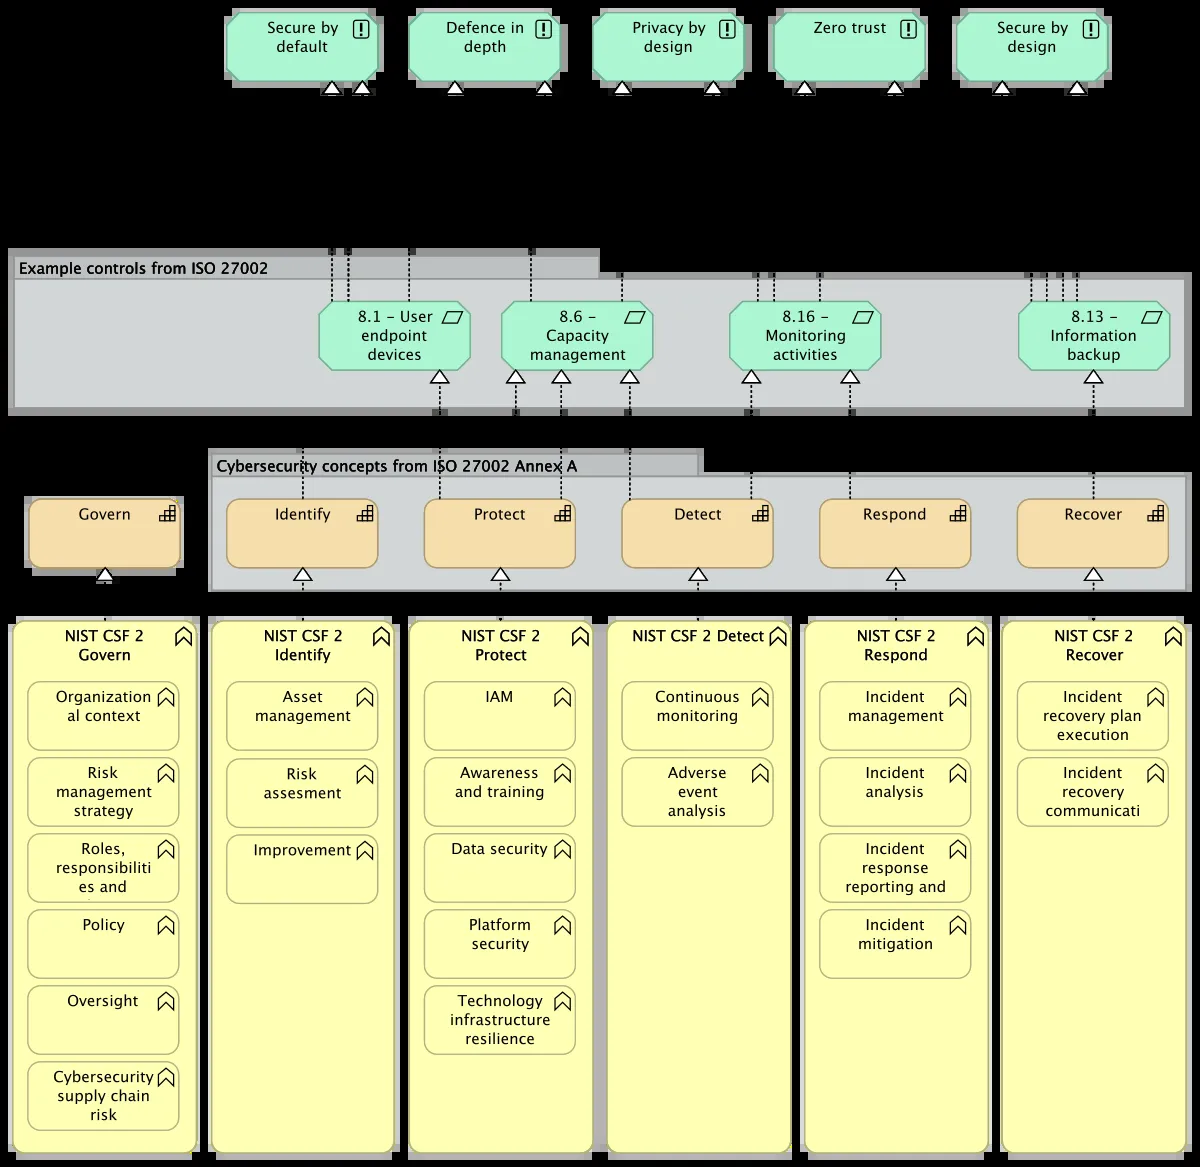 Secure by
default
Defence in
depth
Privacy by
design
Zero trust
Secure by
design
Example controls from ISO 27002
8.1 – User
endpoint
devices
8.6 –
Capacity
management
8.16 –
Monitoring
activities
8.13 –
Information
backup
Cybersecurity concepts from ISO 27002 Annex A
Govern
Identify
Protect
Detect
Respond
Recover
NIST CSF 2
Govern
Organization
al context
Risk
management
strategy
Roles,
responsibiliti
es and
Policy
Oversight
Cybersecurity
supply chain
risk
NIST CSF 2
Identify
Asset
management
Risk
assesment
Improvement
NIST CSF 2
Protect
IAM
Awareness
and training
Data security
Platform
security
Technology
infrastructure
resilience
NIST CSF 2 Detect
Continuous
monitoring
Adverse
event
analysis
NIST CSF 2
Respond
Incident
management
Incident
analysis
Incident
response
reporting and
Incident
mitigation
NIST CSF 2
Recover
Incident
recovery plan
execution
Incident
recovery
communicati